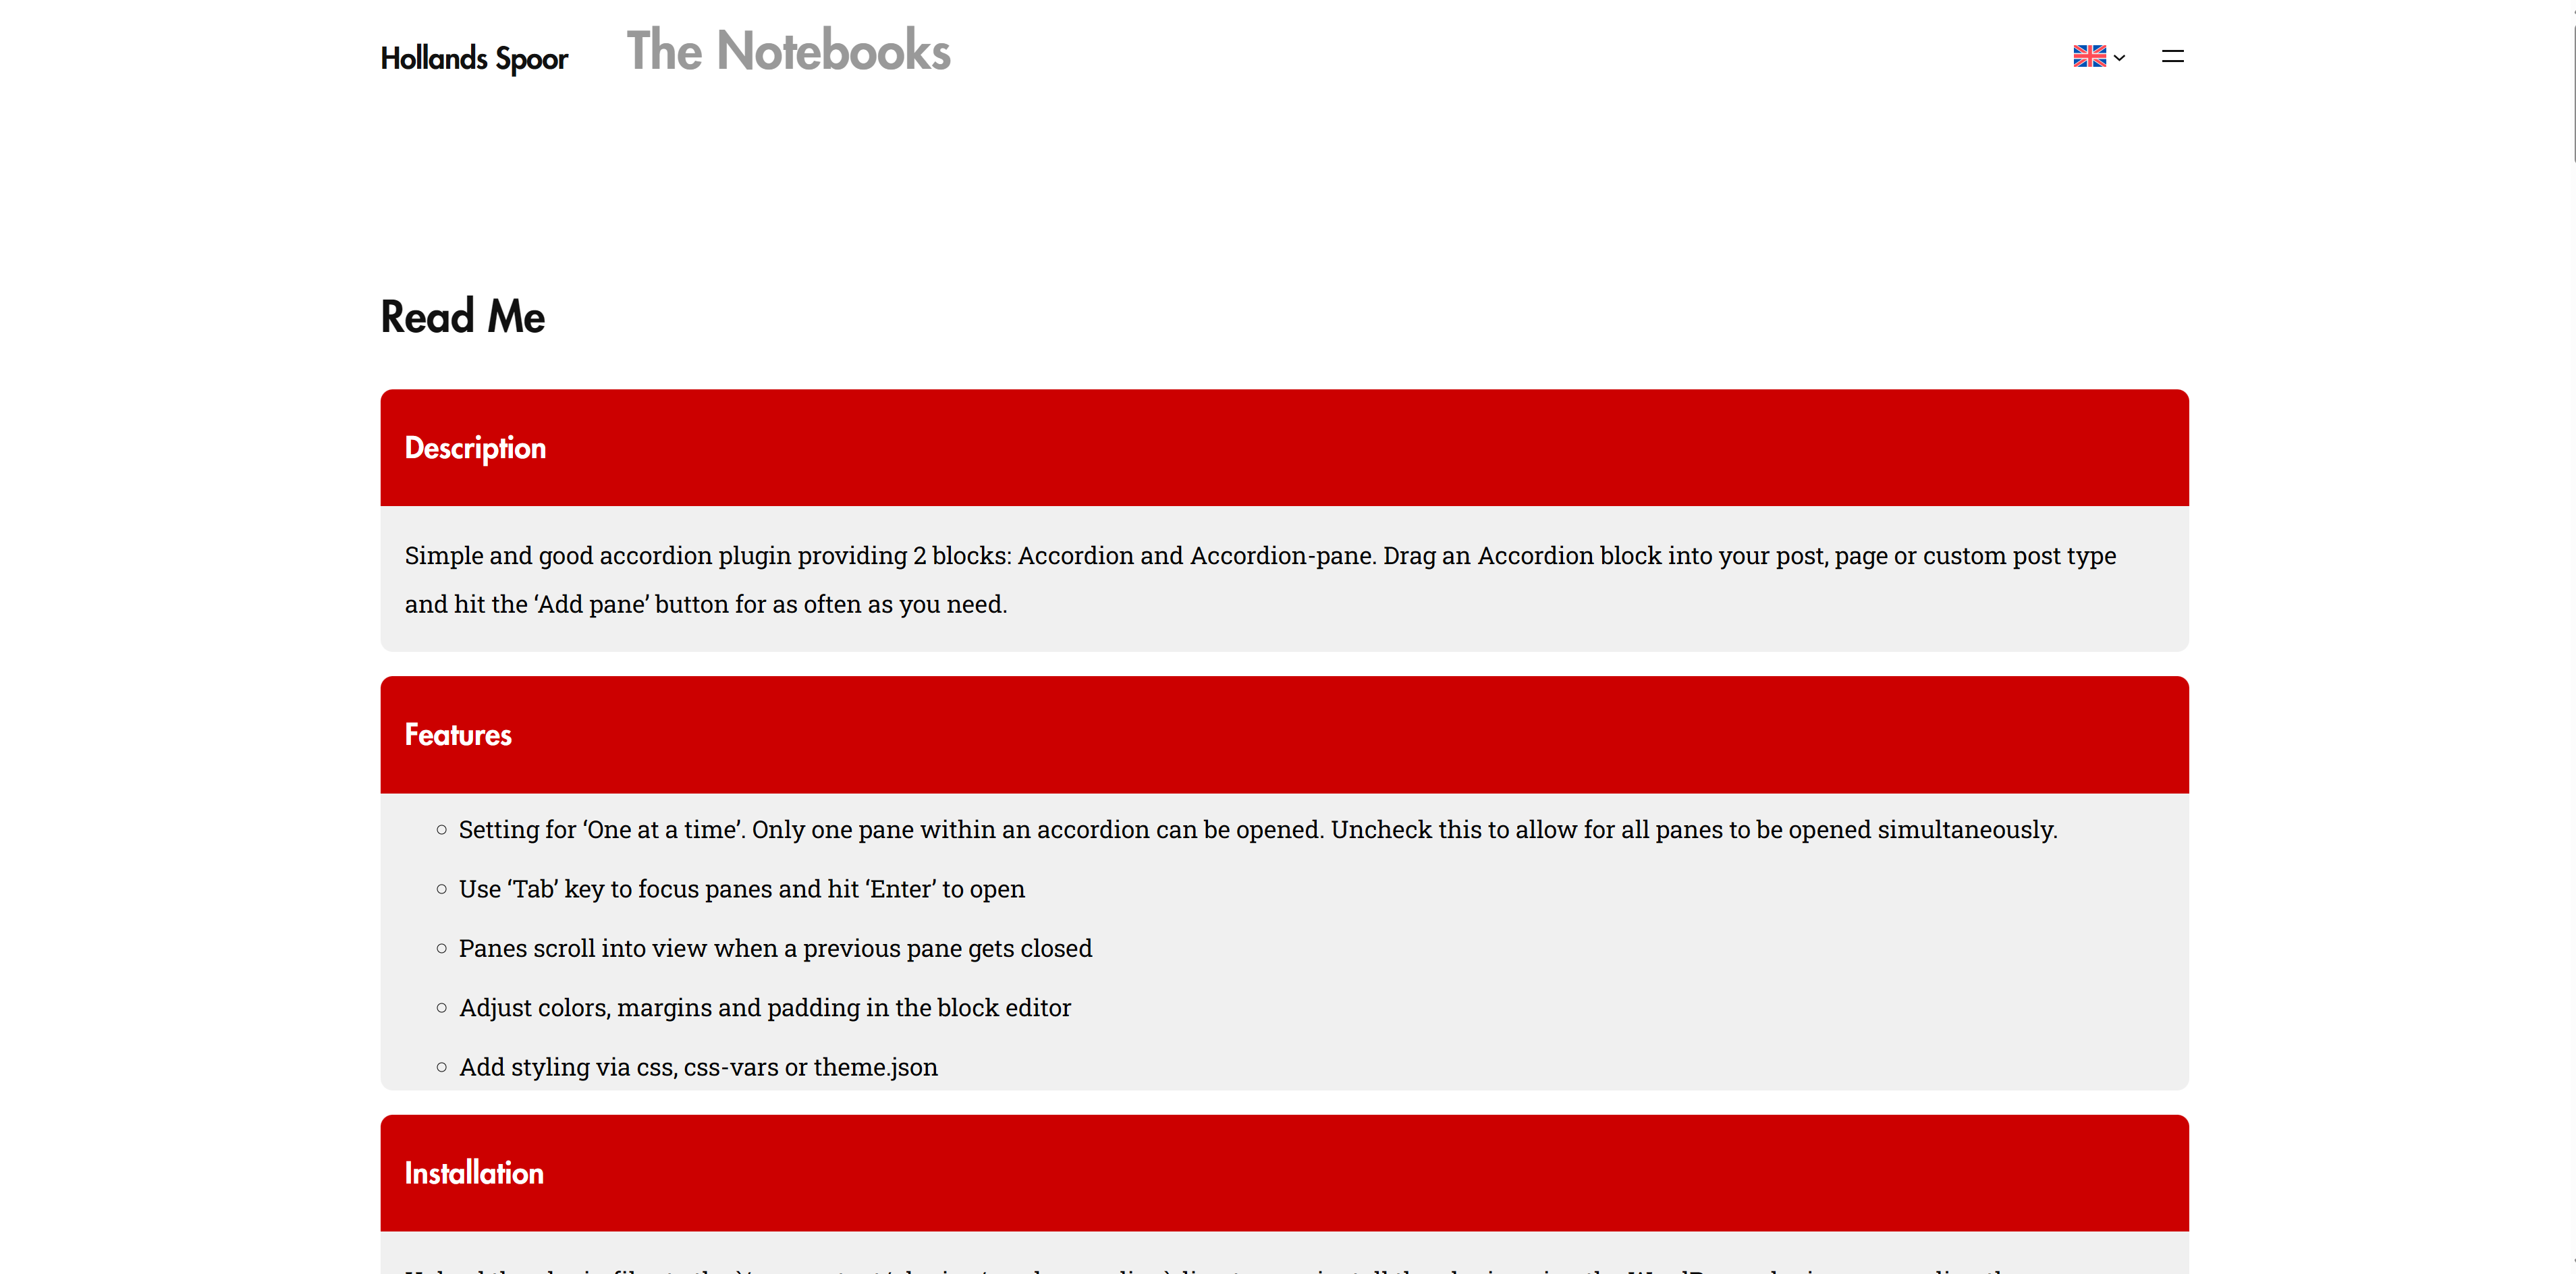 Hollands Spoor
The Notebooks
Read Me
Description
Simple and good accordion plugin providing 2 blocks: Accordion and Accordion-pane. Drag an Accordion block into your post, page or custom post type
and hit the ‘Add pane’ button for as often as you need.
Features
Setting for ‘One at a time’. Only one pane within an accordion can be opened. Uncheck this to allow for all panes to be opened simultaneously.
Use ‘Tab’ key to focus panes and hit ‘Enter’ to open
Panes scroll into view when a previous pane gets closed
Adjust colors, margins and padding in the block editor
Add styling via css, css-vars or theme.json
Installation